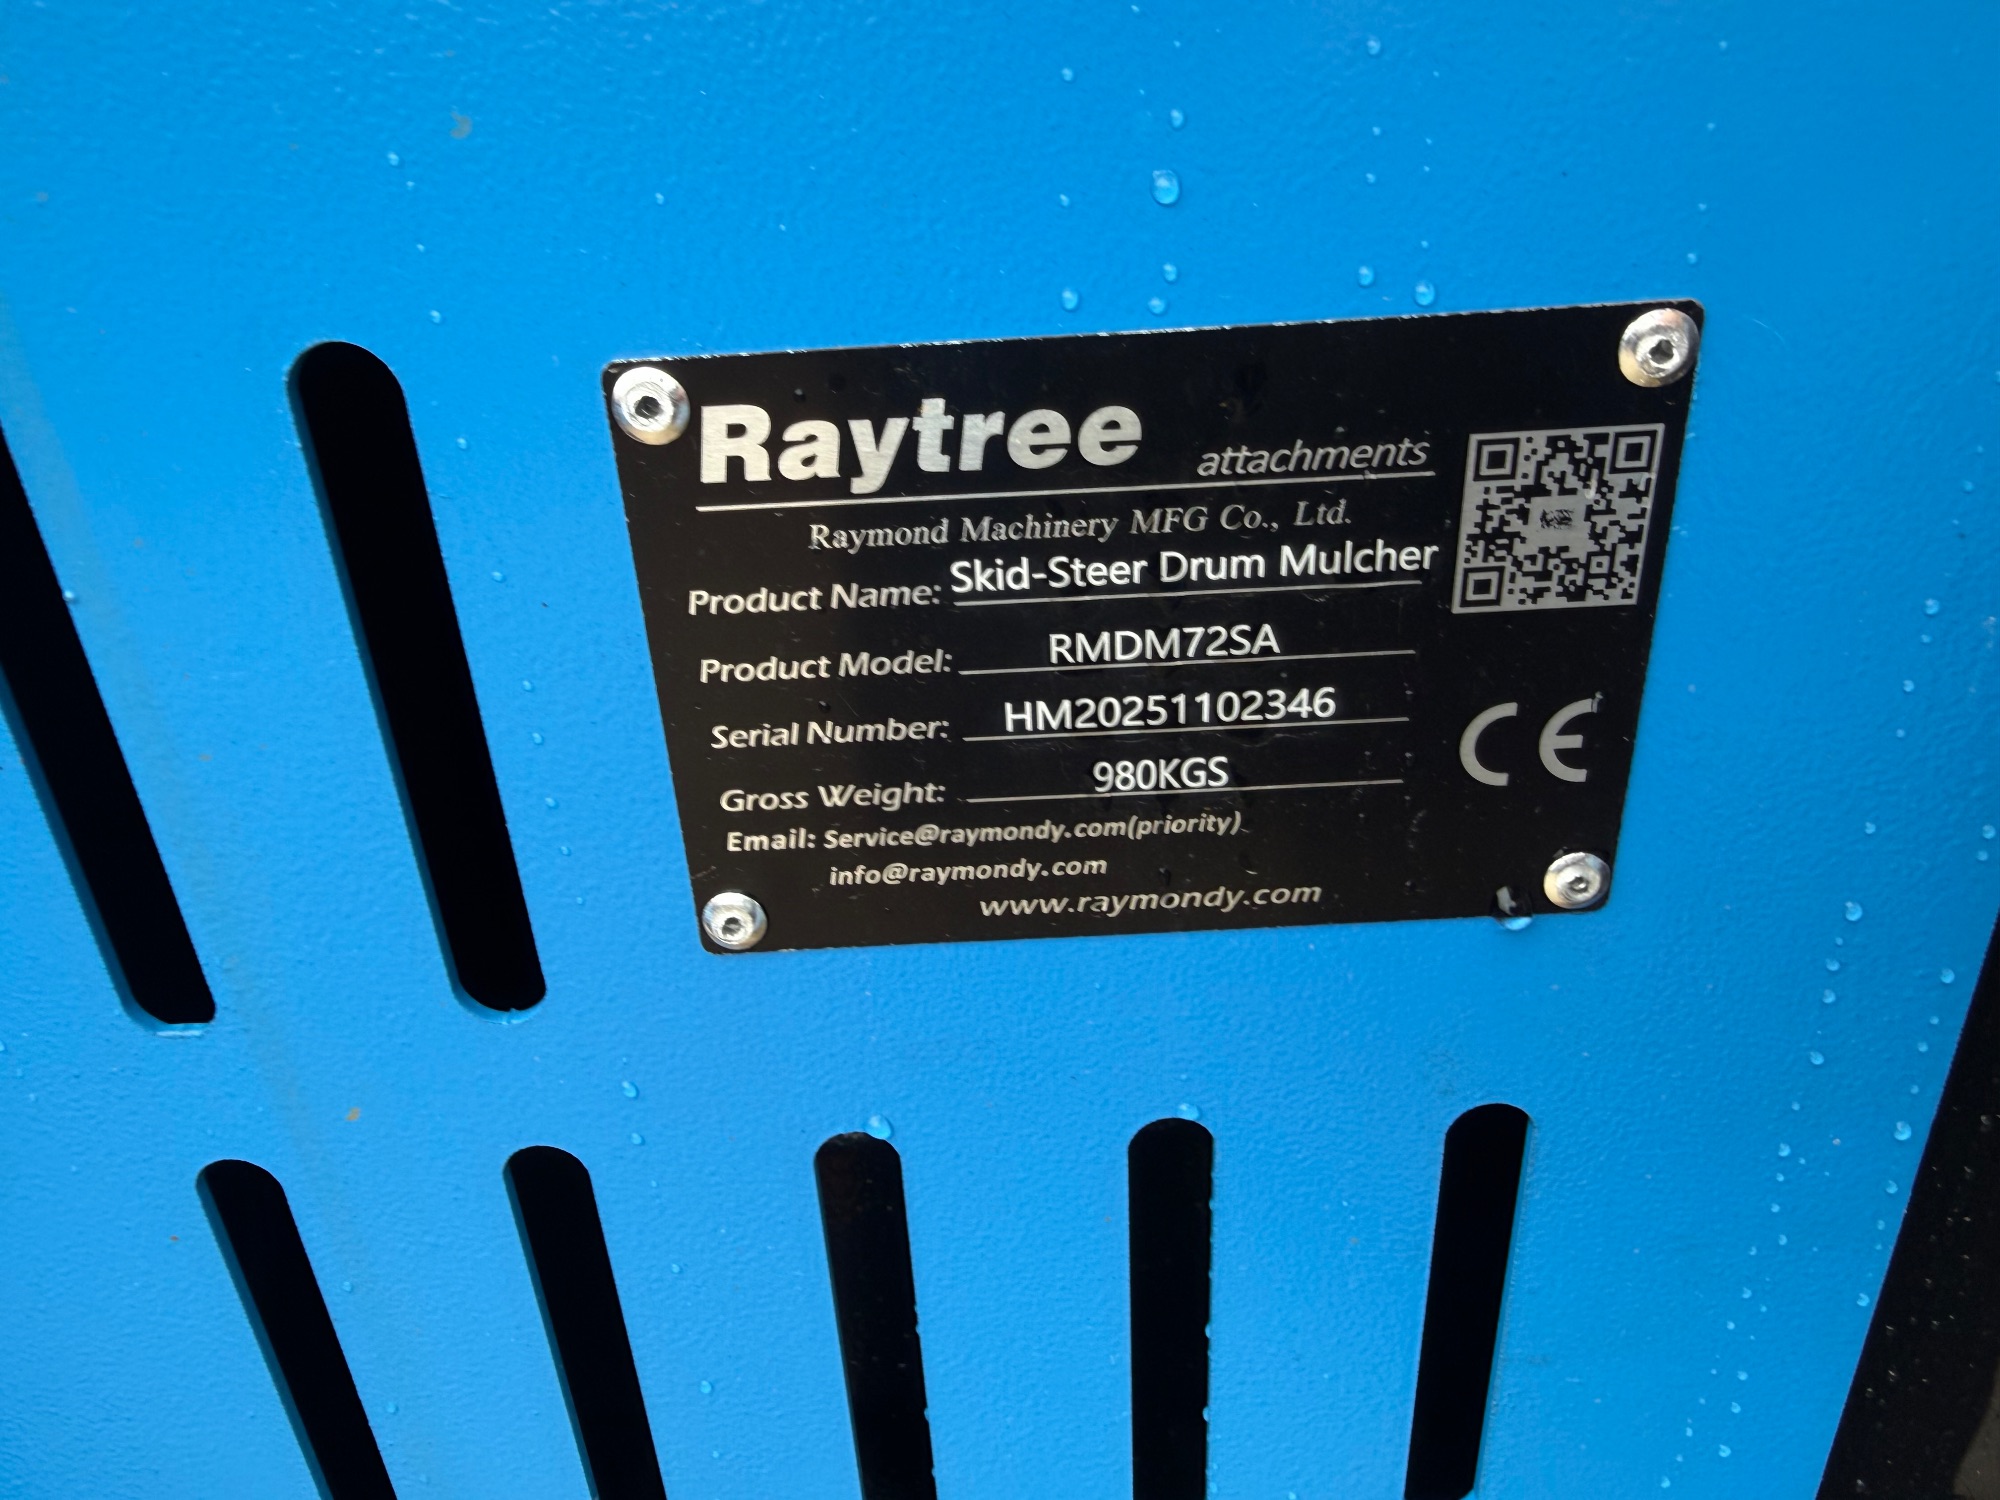 Raytree attachments
Raymond Machinery MFG Co., Ltd.
Product Name: Skid-Steer Drum Mulcher
Product Model: RMDM72SA
Serial Number: HM20251102346
Gross Weight: 980KGS
Email: Service@raymondy.com(priority)
info@raymondy.com
www.raymondy.com
CE